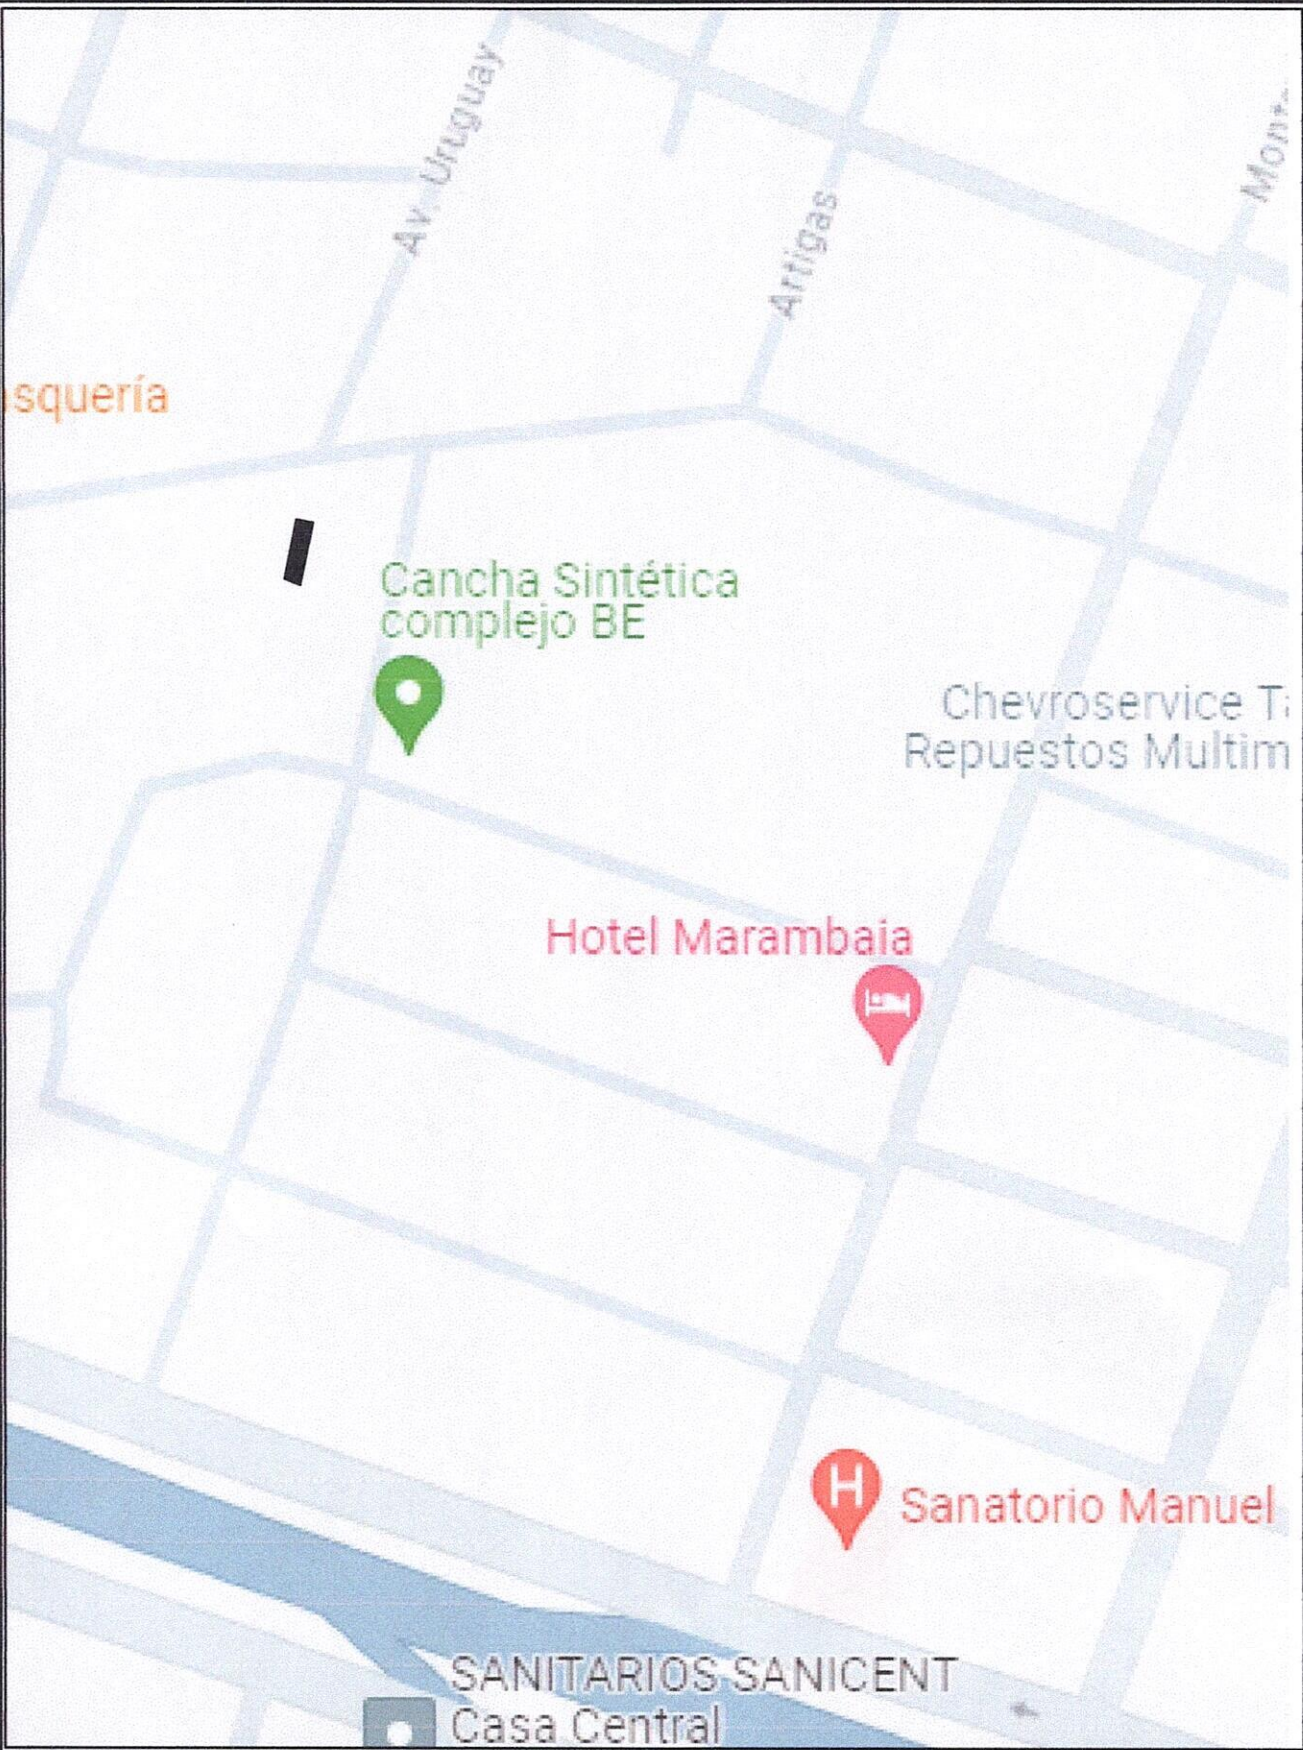 Av. Uruguay
Artigas
squería
Cancha Sintética
complejo BE
Chevroservice
Repuestos Multim
Hotel Marambaia
H
Sanatorio Manuel
SANITARIOS SANICENT
Casa Central